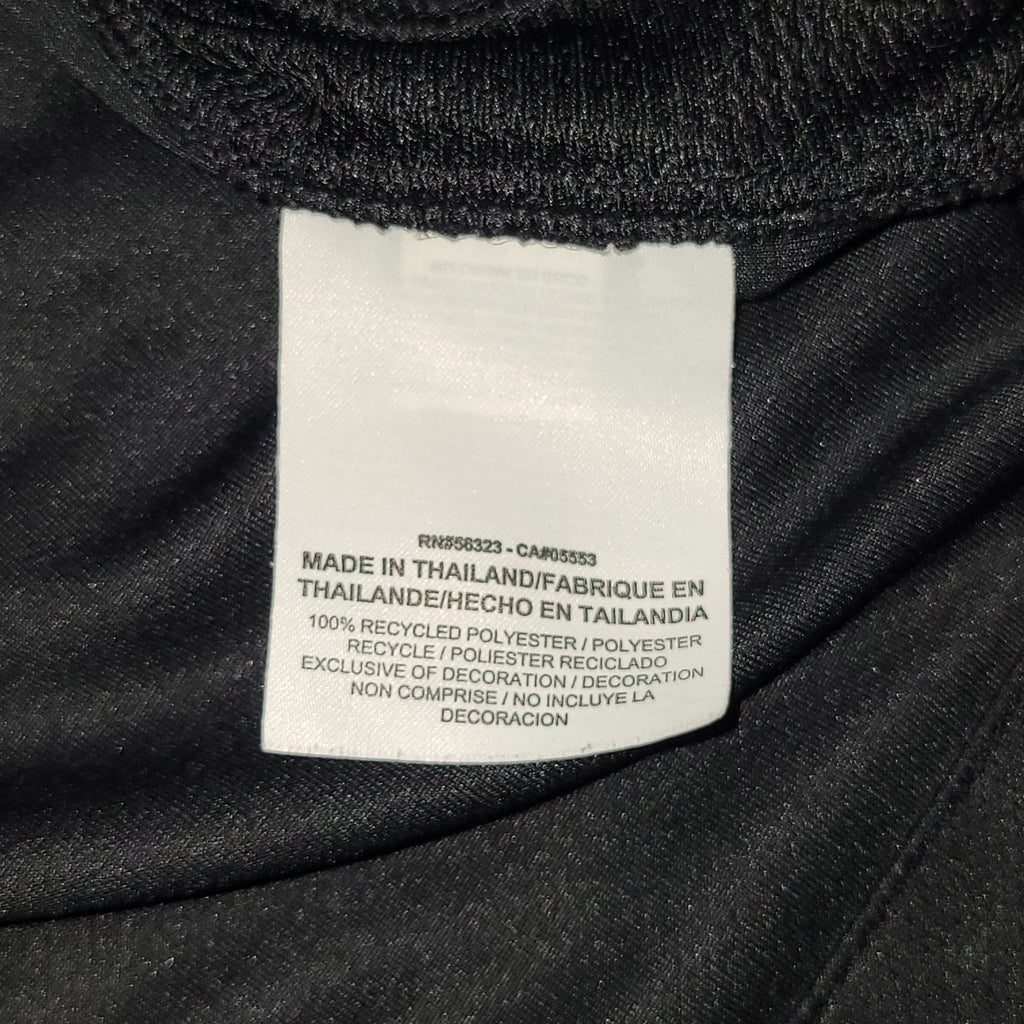 RN#56323 - CA#05553
MADE IN THAILAND/FABRIQUE EN
THAILANDE/HECHO EN TAILANDIA
100% RECYCLED POLYESTER / POLYESTER
RECYCLE / POLIESTER RECICLADO
EXCLUSIVE OF DECORATION / DECORATION
NON COMPRISE / NO INCLUYE LA
DECORACION